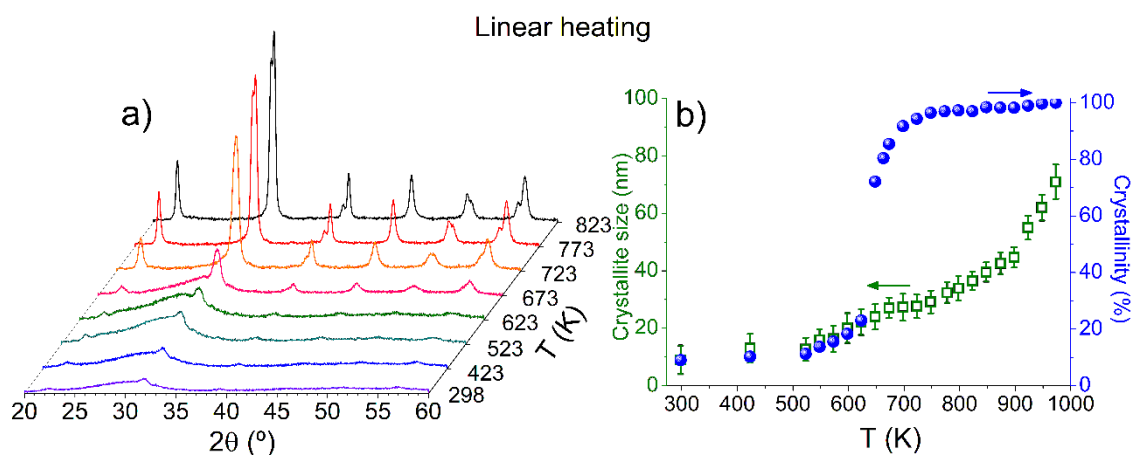 Linear heating
a)
823
773
723
673
623
523
423
298
T (K)
20 25 30 35 40 45 50 55 60
2θ (º)
b)
100
80
60
40
20
0
Crystallite size (nm)
100
80
60
40
20
0
Crystallinity (%)
300 400 500 600 700 800 900 1000
T (K)